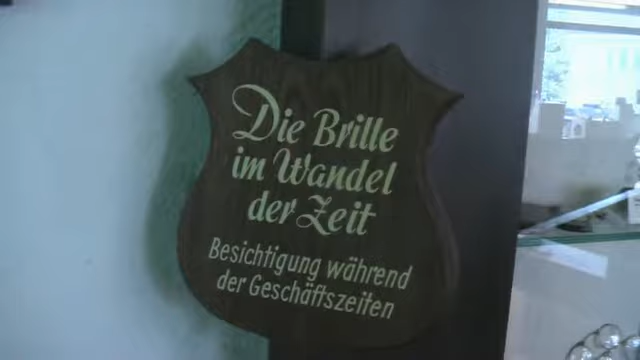 Die Brille
im Wandel
der Zeit
Besichtigung während
der Geschäftszeiten